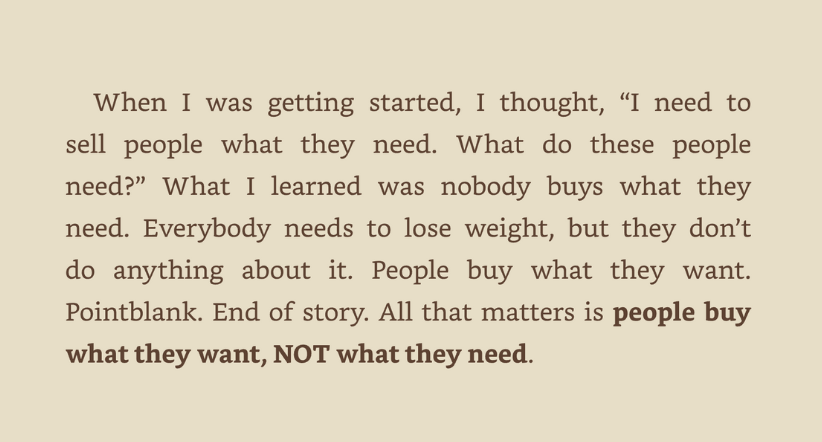 When I was getting started, I thought, “I need to
sell people what they need. What do these people
need?” What I learned was nobody buys what they
need. Everybody needs to lose weight, but they don’t
do anything about it. People buy what they want.
Pointblank. End of story. All that matters is people buy
what they want, NOT what they need.